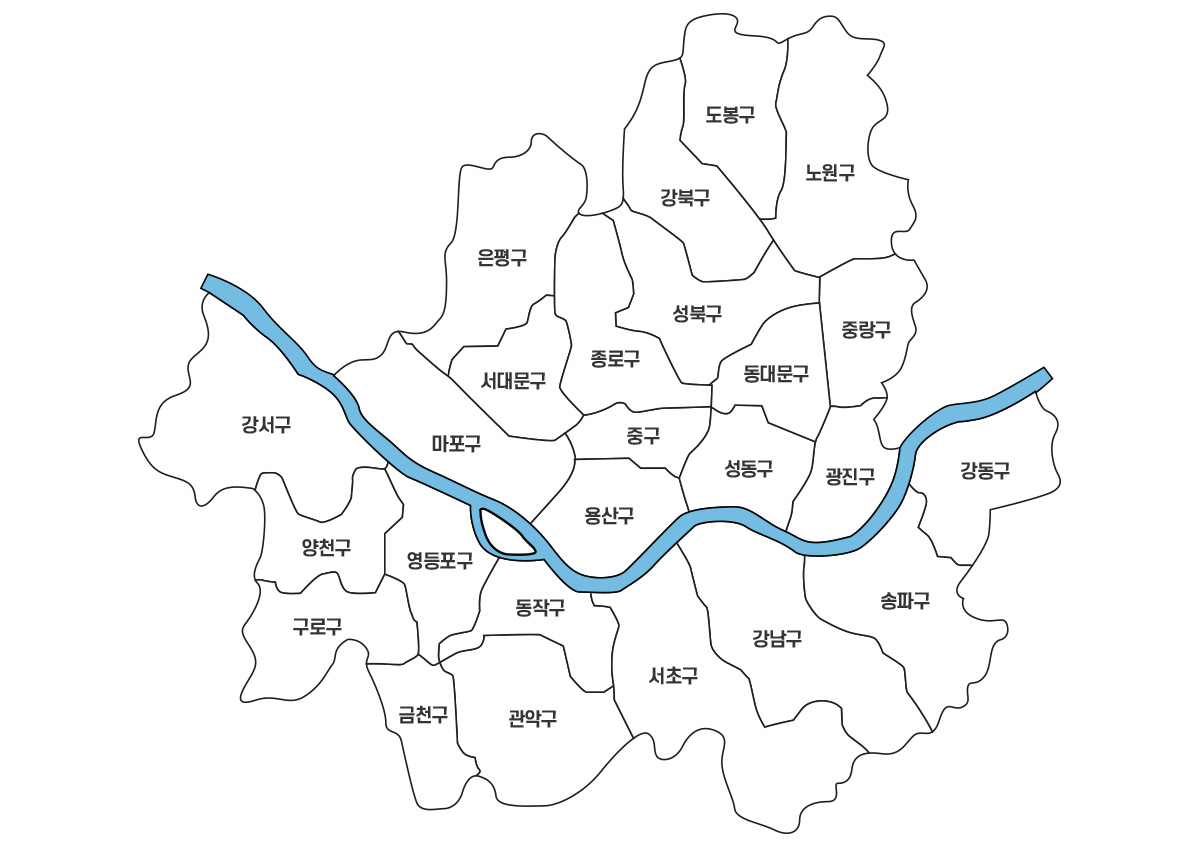 도봉구
노원구
강북구
은평구
성북구
중랑구
종로구
동대문구
서대문구
강서구
마포구
중구
성동구
광진구
강동구
용산구
양천구
영등포구
동작구
송파구
구로구
강남구
서초구
금천구
관악구